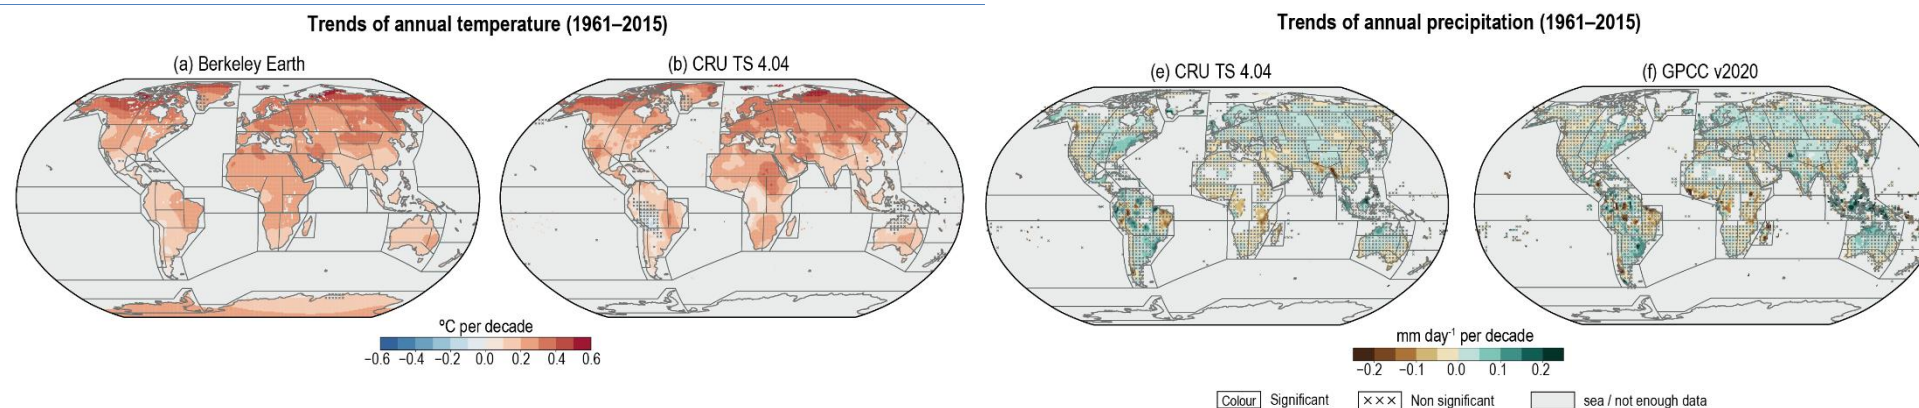 Trends of annual temperature (1961–2015)
(a) Berkeley Earth
(b) CRU TS 4.04
°C per decade
−0.6 −0.4 −0.2 0.0 0.2 0.4 0.6
Trends of annual precipitation (1961–2015)
(e) CRU TS 4.04
(f) GPCC v2020
mm day⁻¹ per decade
−0.2 −0.1 0.0 0.1 0.2
Colour Significant ××× Non significant sea / not enough data